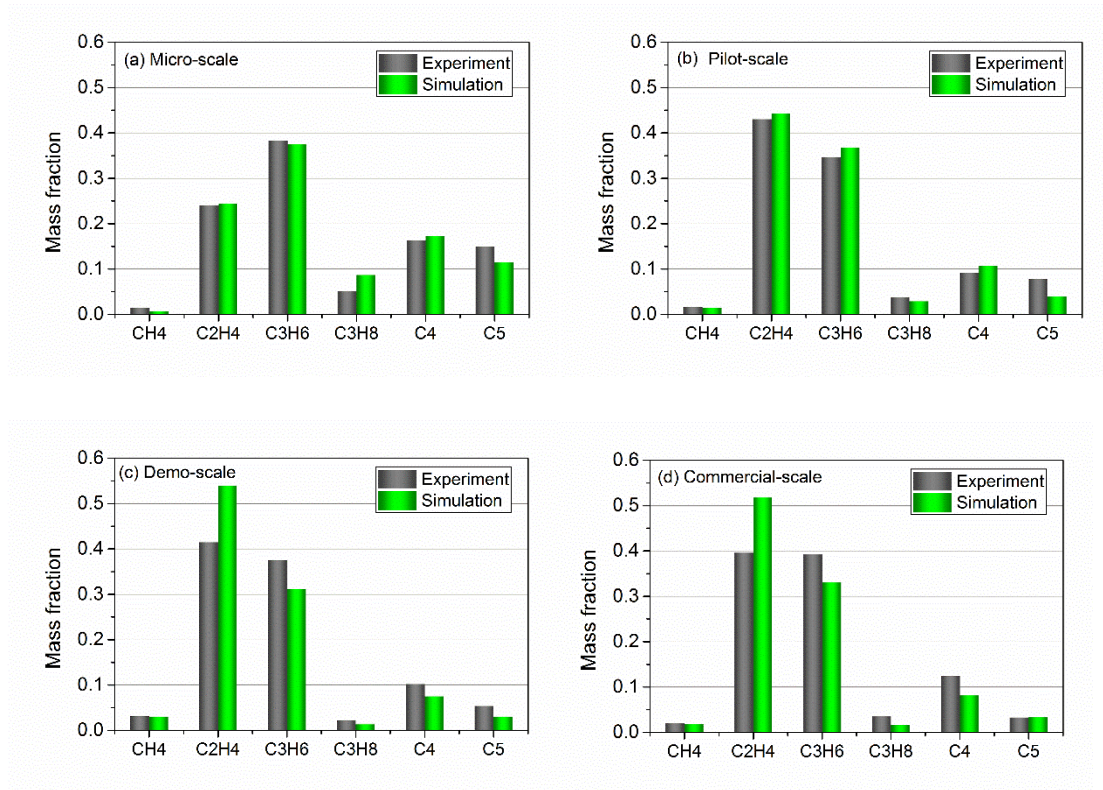 (a) Micro-scale
Experiment
Simulation
Mass fraction
0.6
0.5
0.4
0.3
0.2
0.1
0.0
CH4 C2H4 C3H6 C3H8 C4 C5
(b) Pilot-scale
Experiment
Simulation
Mass fraction
0.6
0.5
0.4
0.3
0.2
0.1
0.0
CH4 C2H4 C3H6 C3H8 C4 C5
(c) Demo-scale
Experiment
Simulation
Mass fraction
0.6
0.5
0.4
0.3
0.2
0.1
0.0
CH4 C2H4 C3H6 C3H8 C4 C5
(d) Commercial-scale
Experiment
Simulation
Mass fraction
0.6
0.5
0.4
0.3
0.2
0.1
0.0
CH4 C2H4 C3H6 C3H8 C4 C5